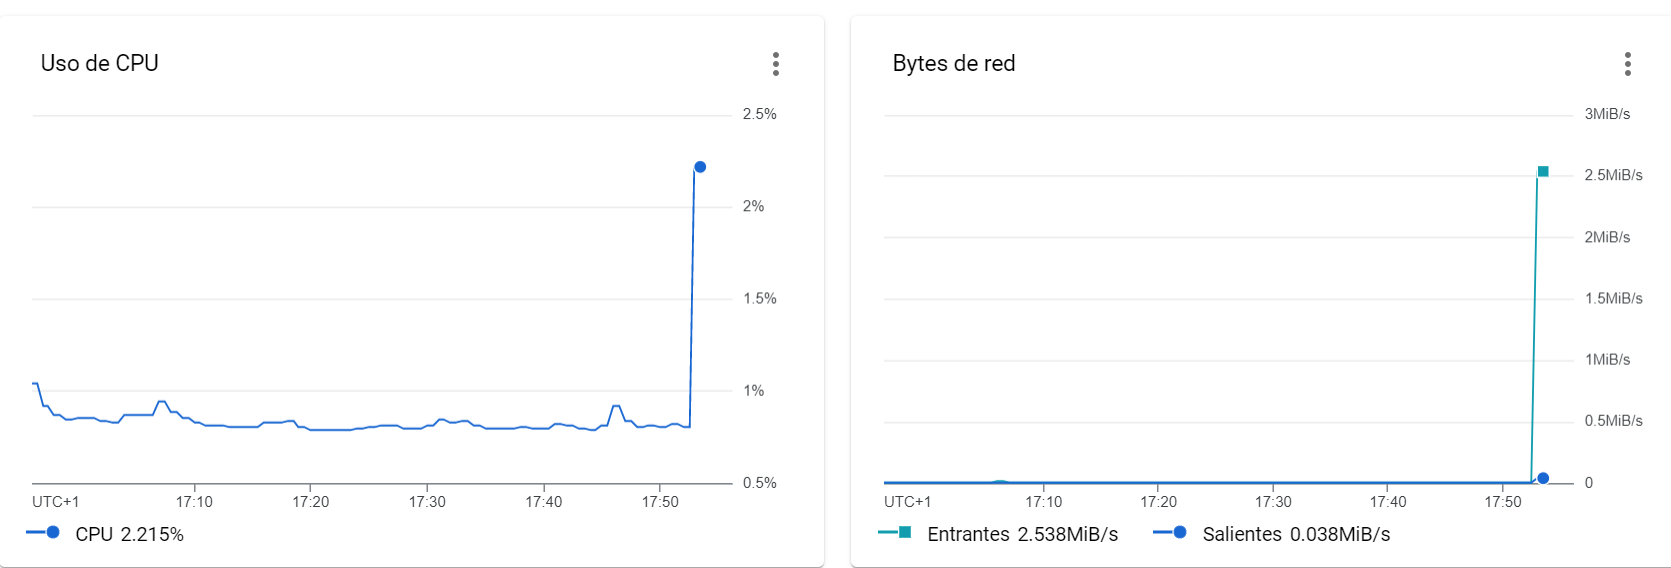 Uso de CPU
2.5%
2%
1.5%
1%
0.5%
UTC+1 17:10 17:20 17:30 17:40 17:50
CPU 2.215%
Bytes de red
3MiB/s
2.5MiB/s
2MiB/s
1.5MiB/s
1MiB/s
0.5MiB/s
0
UTC+1 17:10 17:20 17:30 17:40 17:50
Entrantes 2.538MiB/s Salientes 0.038MiB/s